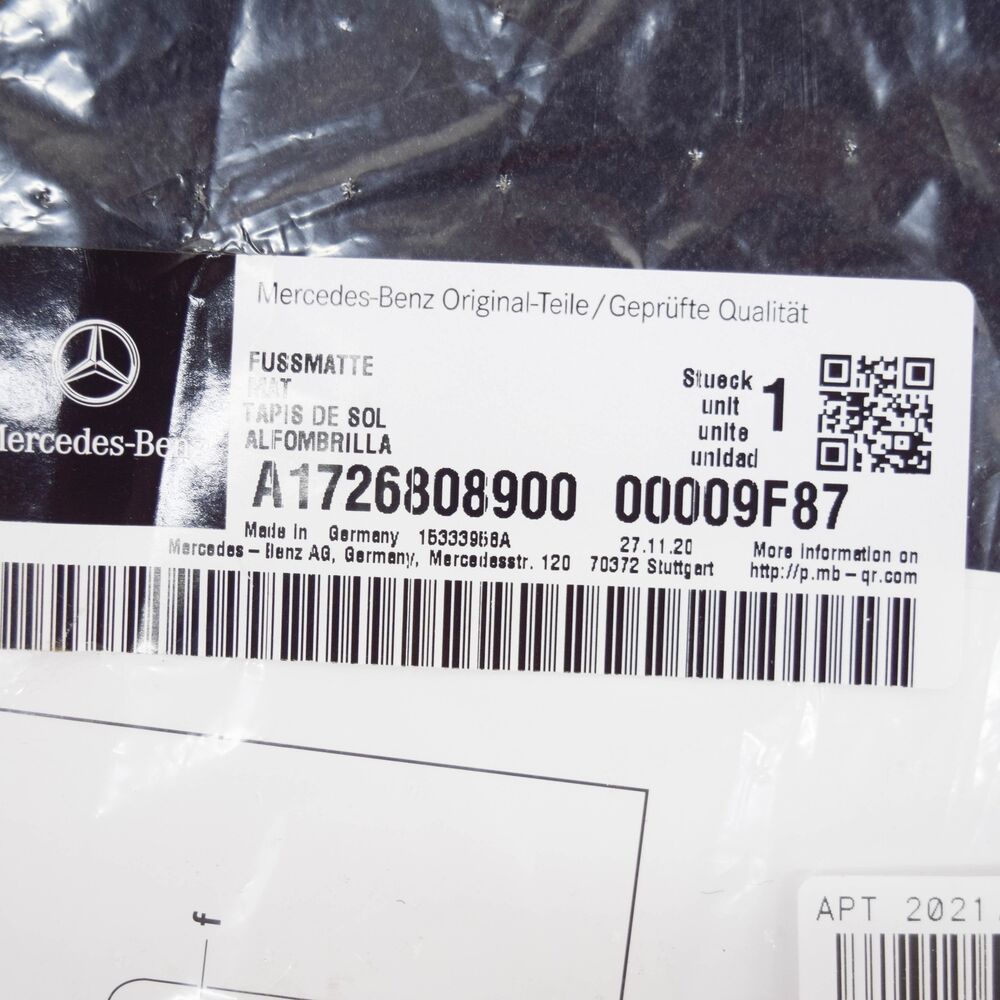 Mercedes-Benz Original-Teile/Geprüfte Qualität
FUSSMATTE
MAT
TAPIS DE SOL
ALFOMBRILLA
Stueck
unit
unite
unidad
1
Mercedes-Benz
A1726808900 00009F87
Made in Germany 15333958A 27.11.20
Mercedes-Benz AG, Germany, Mercedesstr. 120 70372 Stuttgart
More information on
http://p.mb-qr.com
f
APT 2021